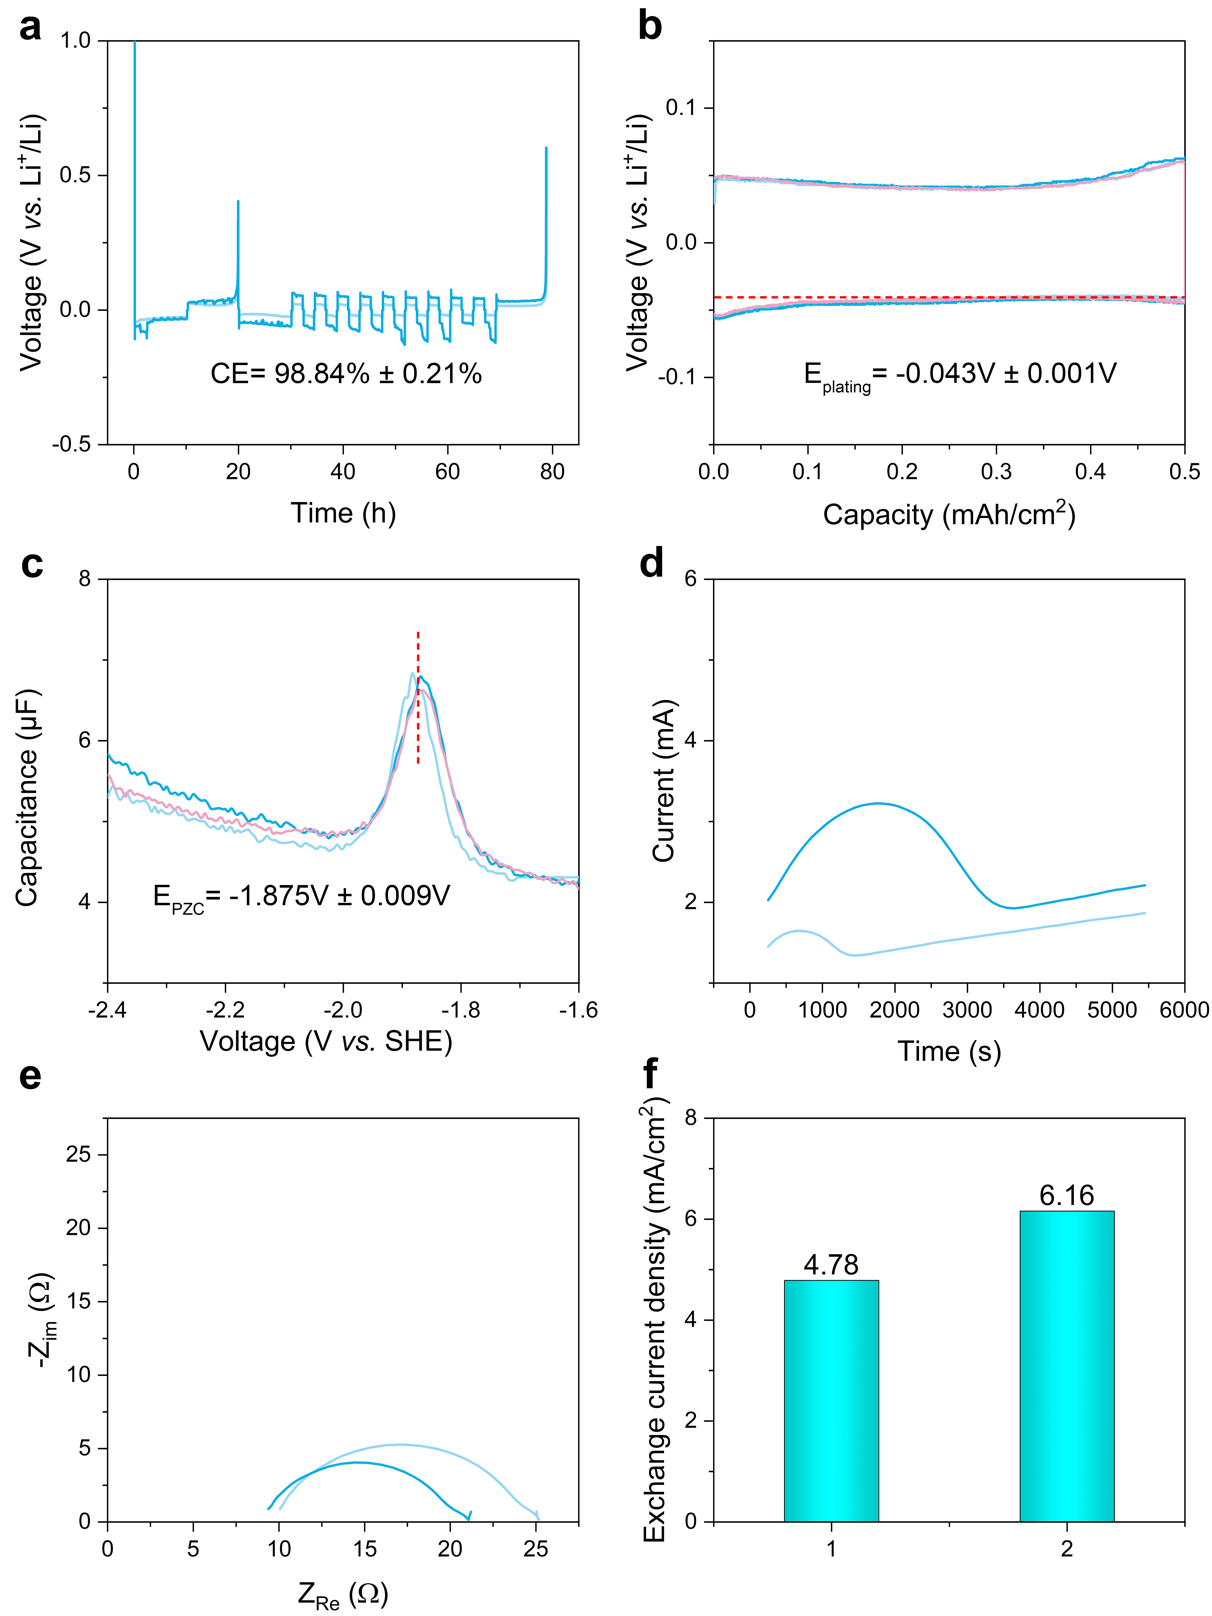 a
1.0
0.5
0.0
-0.5
Voltage (V vs. Li⁺/Li)
CE= 98.84% ± 0.21%
0 20 40 60 80
Time (h)
b
0.1
0.0
-0.1
Voltage (V vs. Li⁺/Li)
E_plating= -0.043V ± 0.001V
0.0 0.1 0.2 0.3 0.4 0.5
Capacity (mAh/cm²)
c
8
6
4
Capacitance (µF)
E_PZC= -1.875V ± 0.009V
-2.4 -2.2 -2.0 -1.8 -1.6
Voltage (V vs. SHE)
d
6
4
2
Current (mA)
0 1000 2000 3000 4000 5000 6000
Time (s)
e
25
20
15
10
5
0
-Z_im (Ω)
0 5 10 15 20 25
Z_Re (Ω)
f
8
6
4
2
0
Exchange current density (mA/cm²)
4.78
6.16
1 2